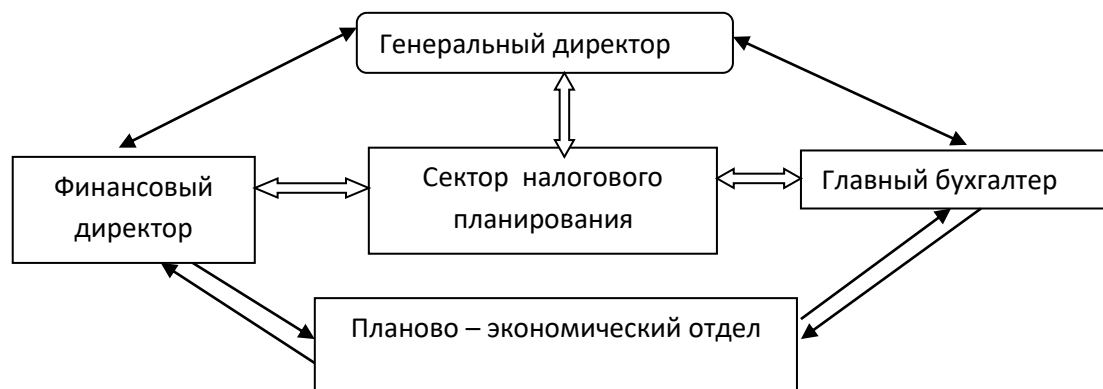 Генеральный директор
Финансовый
директор
Сектор налогового
планирования
Главный бухгалтер
Планово – экономический отдел